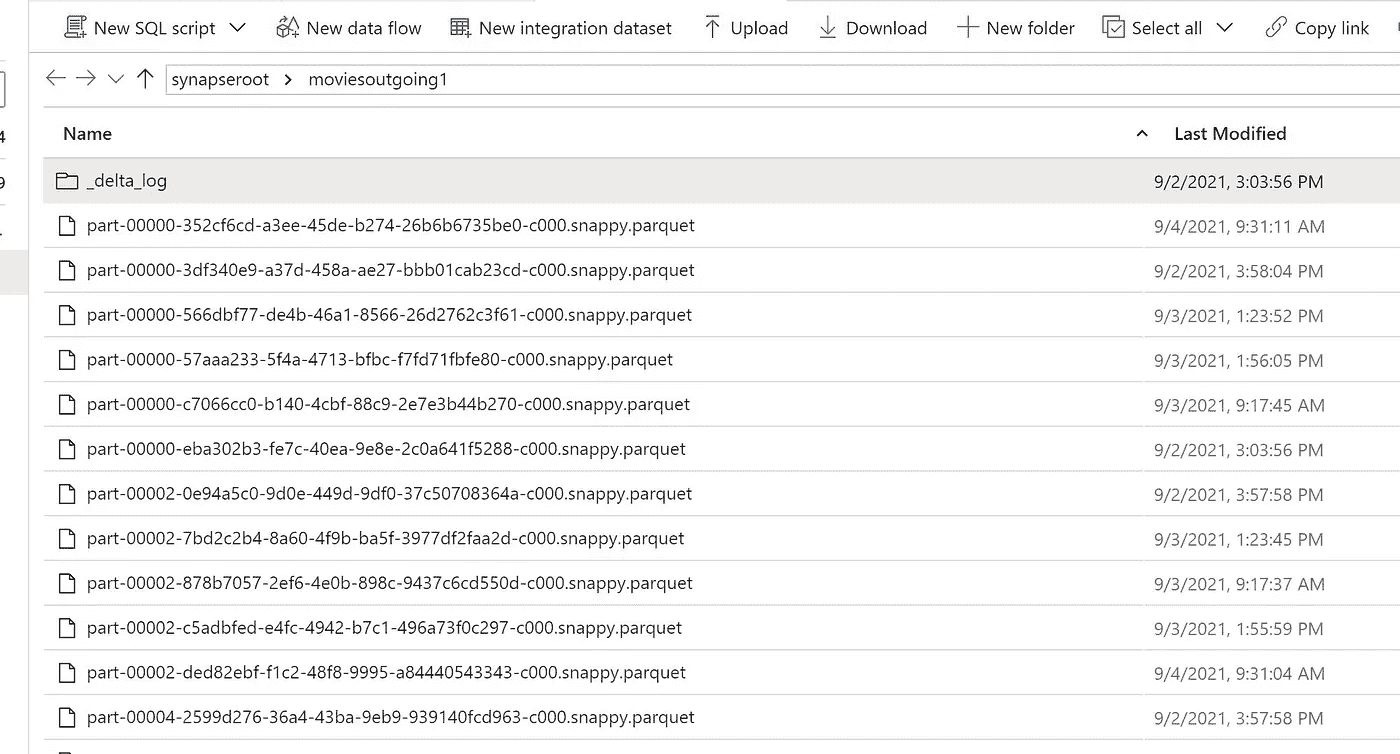 New SQL script New data flow New integration dataset Upload Download New folder Select all Copy link
synapseroot > moviesoutgoing1
Name Last Modified
_delta_log 9/2/2021, 3:03:56 PM
part-00000-352cf6cd-a3ee-45de-b274-26b6b6735be0-c000.snappy.parquet 9/4/2021, 9:31:11 AM
part-00000-3df340e9-a37d-458a-ae27-bbb01cab23cd-c000.snappy.parquet 9/2/2021, 3:58:04 PM
part-00000-566dbf77-de4b-46a1-8566-26d2762c3f61-c000.snappy.parquet 9/3/2021, 1:23:52 PM
part-00000-57aaa233-5f4a-4713-bfbc-f7fd71fbfe80-c000.snappy.parquet 9/3/2021, 1:56:05 PM
part-00000-c7066cc0-b140-4cbf-88c9-2e7e3b44b270-c000.snappy.parquet 9/3/2021, 9:17:45 AM
part-00000-eba302b3-fe7c-40ea-9e8e-2c0a641f5288-c000.snappy.parquet 9/2/2021, 3:03:56 PM
part-00002-0e94a5c0-9d0e-449d-9df0-37c50708364a-c000.snappy.parquet 9/2/2021, 3:57:58 PM
part-00002-7bd2c2b4-8a60-4f9b-ba5f-3977df2faa2d-c000.snappy.parquet 9/3/2021, 1:23:45 PM
part-00002-878b7057-2ef6-4e0b-898c-9437c6cd550d-c000.snappy.parquet 9/3/2021, 9:17:37 AM
part-00002-c5adbfed-e4fc-4942-b7c1-496a73f0c297-c000.snappy.parquet 9/3/2021, 1:55:59 PM
part-00002-ded82ebf-f1c2-48f8-9995-a84440543343-c000.snappy.parquet 9/4/2021, 9:31:04 AM
part-00004-2599d276-36a4-43ba-9eb9-939140fcd963-c000.snappy.parquet 9/2/2021, 3:57:58 PM